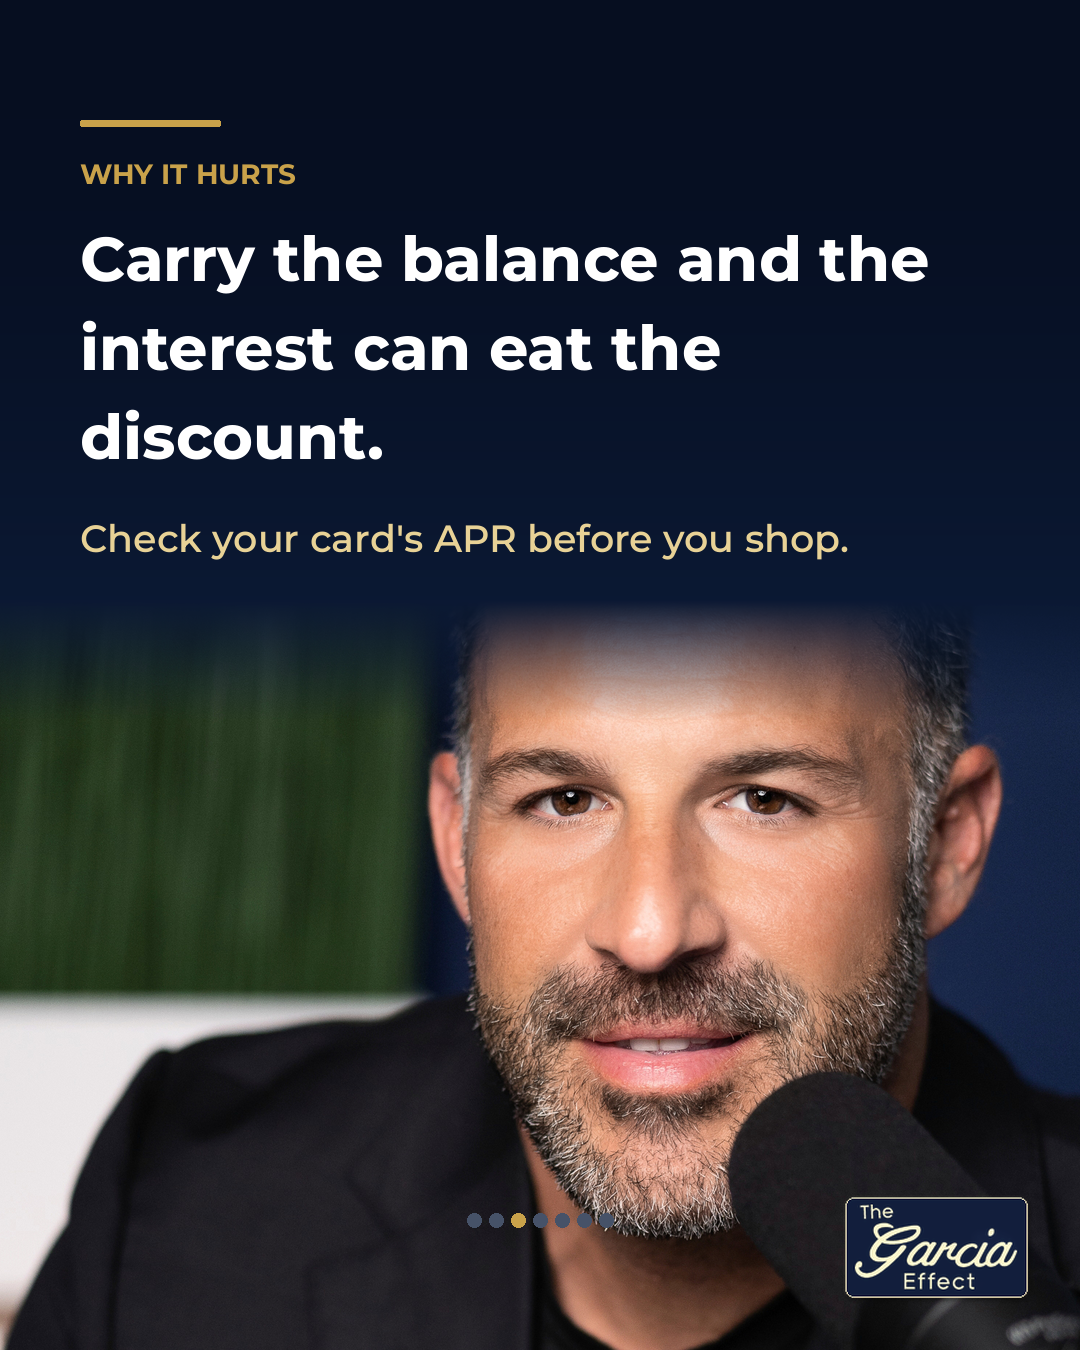 WHY IT HURTS
Carry the balance and the
interest can eat the
discount.
Check your card's APR before you shop.
The
Garcia
Effect